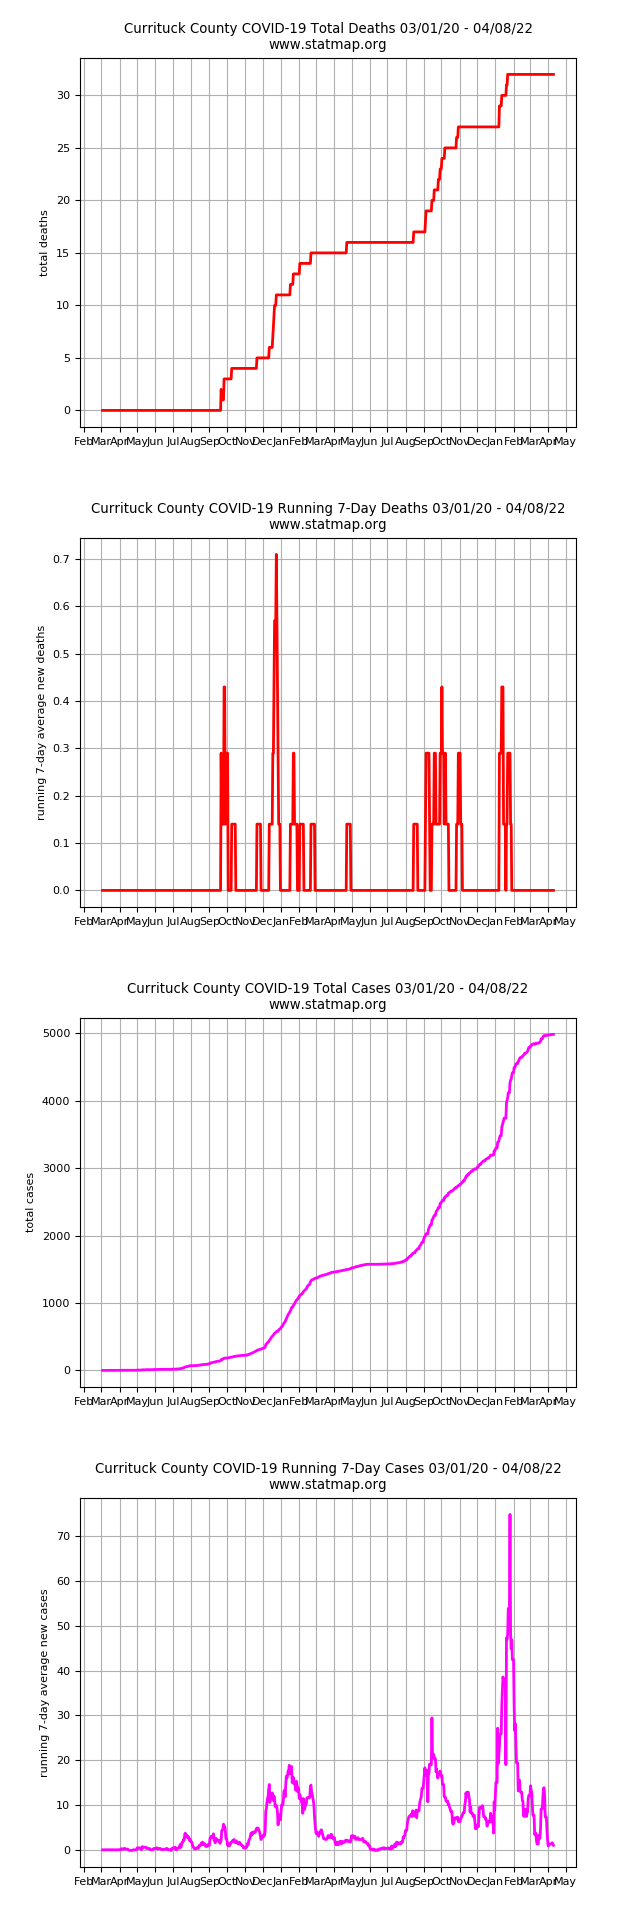 Currituck County COVID-19 Total Deaths 03/01/20 - 04/08/22
www.statmap.org
total deaths
30
25
20
15
10
5
0
Feb Mar Apr May Jun Jul Aug Sep Oct Nov Dec Jan Feb Mar Apr May Jun Jul Aug Sep Oct Nov Dec Jan Feb Mar Apr May
Currituck County COVID-19 Running 7-Day Deaths 03/01/20 - 04/08/22
www.statmap.org
running 7-day average new deaths
0.7
0.6
0.5
0.4
0.3
0.2
0.1
0.0
Feb Mar Apr May Jun Jul Aug Sep Oct Nov Dec Jan Feb Mar Apr May Jun Jul Aug Sep Oct Nov Dec Jan Feb Mar Apr May
Currituck County COVID-19 Total Cases 03/01/20 - 04/08/22
www.statmap.org
total cases
5000
4000
3000
2000
1000
0
Feb Mar Apr May Jun Jul Aug Sep Oct Nov Dec Jan Feb Mar Apr May Jun Jul Aug Sep Oct Nov Dec Jan Feb Mar Apr May
Currituck County COVID-19 Running 7-Day Cases 03/01/20 - 04/08/22
www.statmap.org
running 7-day average new cases
70
60
50
40
30
20
10
0
Feb Mar Apr May Jun Jul Aug Sep Oct Nov Dec Jan Feb Mar Apr May Jun Jul Aug Sep Oct Nov Dec Jan Feb Mar Apr May